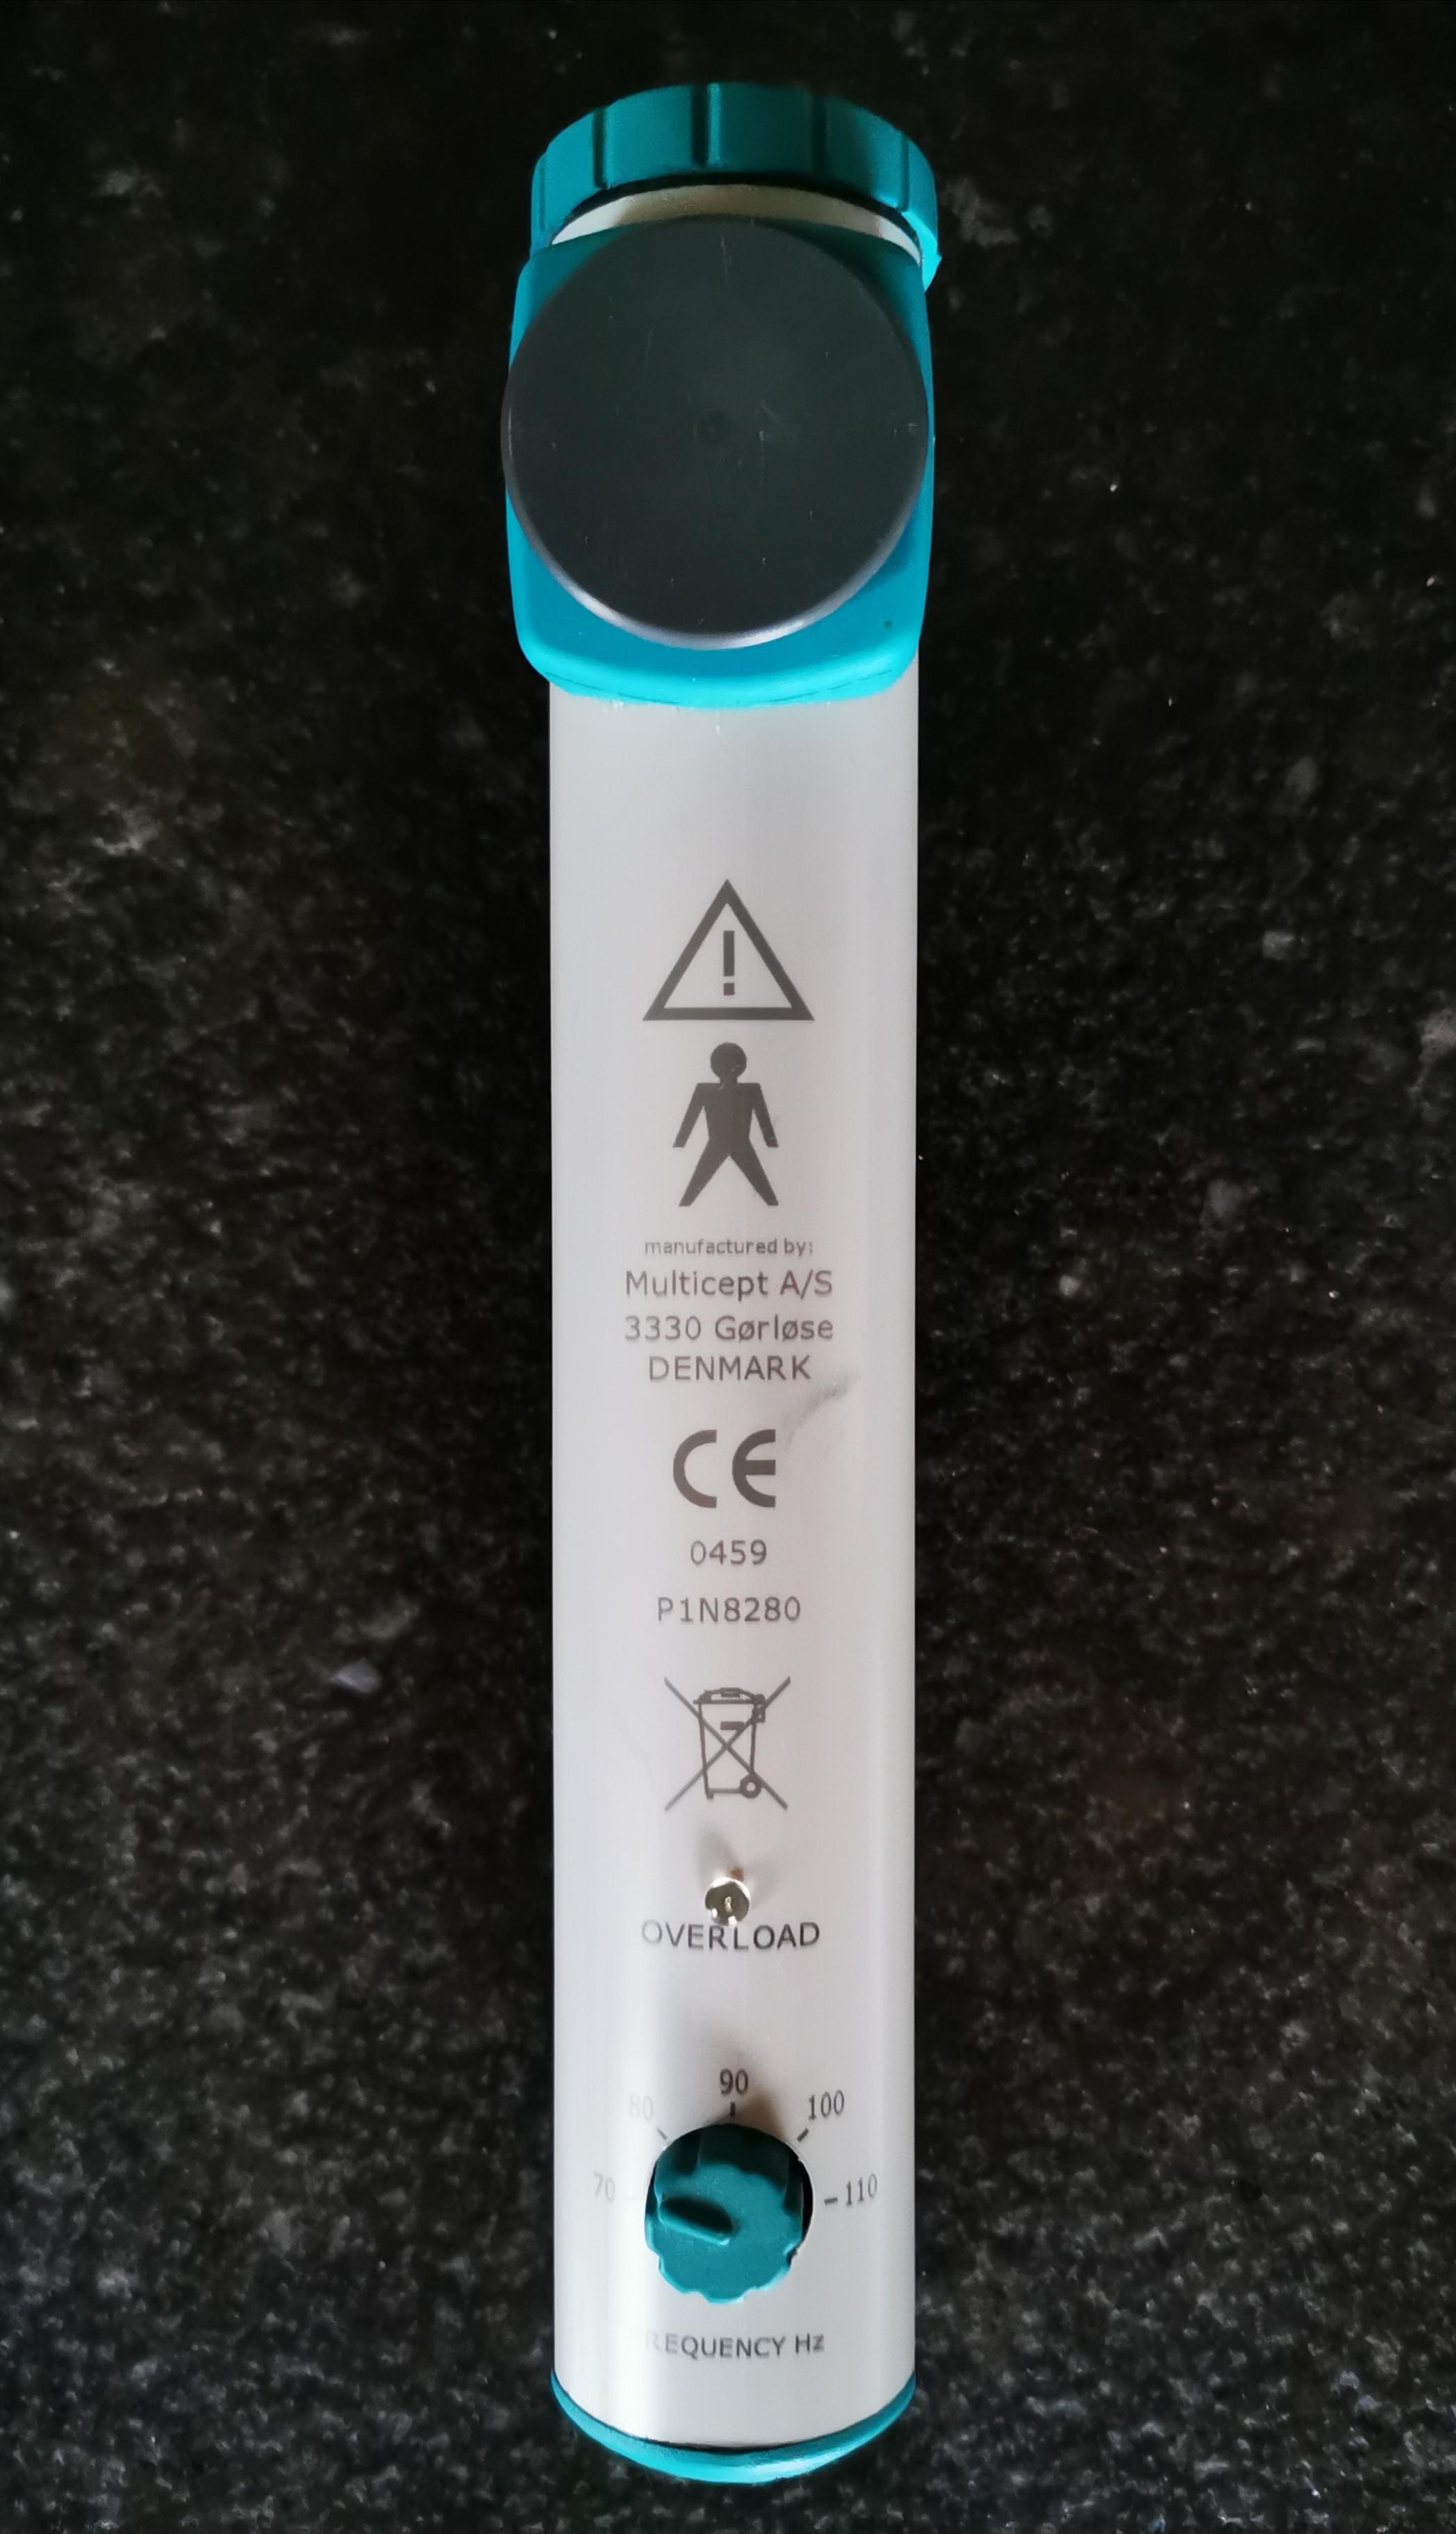 manufactured by:
Multicept A/S
3330 Gørløse
DENMARK
CE
0459
P1N8280
OVERLOAD
90
80 100
70 110
REQUENCY Hz